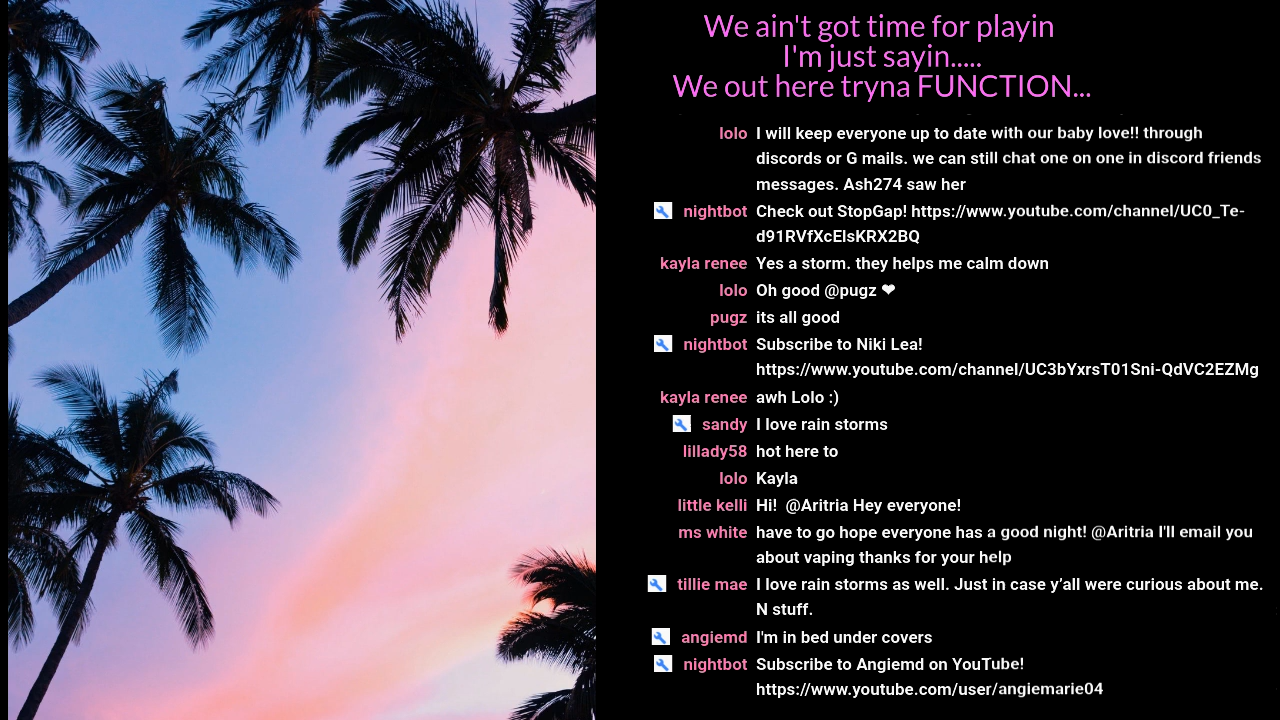 We ain't got time for playin
I'm just sayin.....
We out here tryna FUNCTION...
lolo I will keep everyone up to date with our baby love!! through
discords or G mails. we can still chat one on one in discord friends
messages. Ash274 saw her
nightbot Check out StopGap! https://www.youtube.com/channel/UC0_Te-
d91RVfXcEIsKRX2BQ
kayla renee Yes a storm. they helps me calm down
lolo Oh good @pugz ❤
pugz its all good
nightbot Subscribe to Niki Lea!
https://www.youtube.com/channel/UC3bYxrsT01Sni-QdVC2EZMg
kayla renee awh Lolo :)
sandy I love rain storms
lillady58 hot here to
lolo Kayla
little kelli Hi!  @Aritria Hey everyone!
ms white have to go hope everyone has a good night! @Aritria I'll email you
about vaping thanks for your help
tillie mae I love rain storms as well. Just in case y’all were curious about me.
N stuff.
angiemd I'm in bed under covers
nightbot Subscribe to Angiemd on YouTube!
https://www.youtube.com/user/angiemarie04